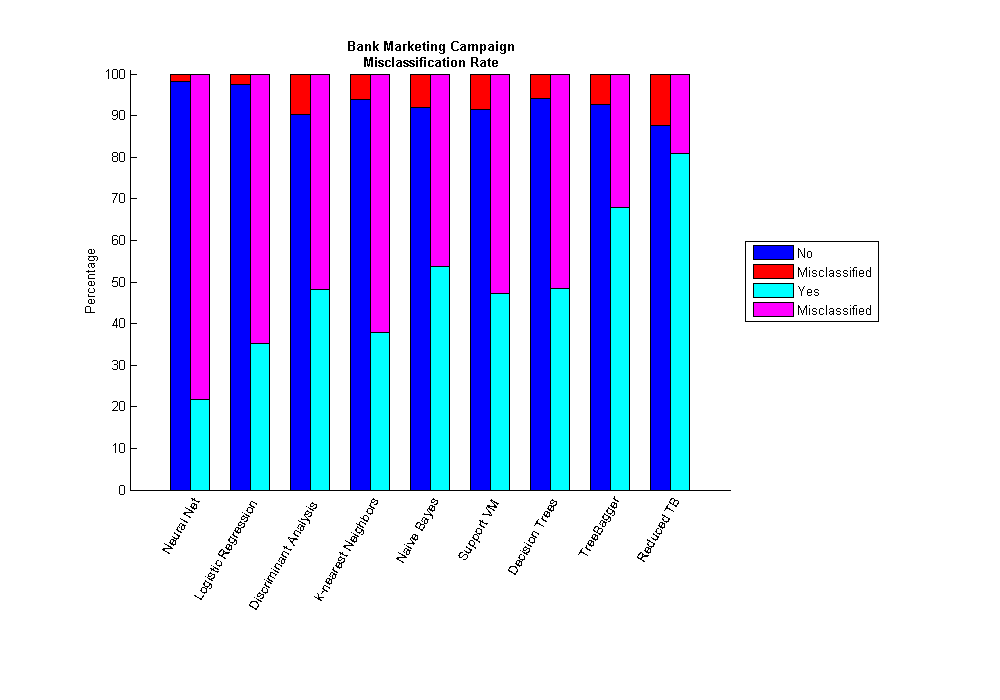 Bank Marketing Campaign
Misclassification Rate
100
90
80
70
60
50
40
30
20
10
0
Percentage
Neural Net
Logistic Regression
Discriminant Analysis
k-nearest Neighbors
Naive Bayes
Support VM
Decision Trees
TreeBagger
Reduced TB
No
Misclassified
Yes
Misclassified